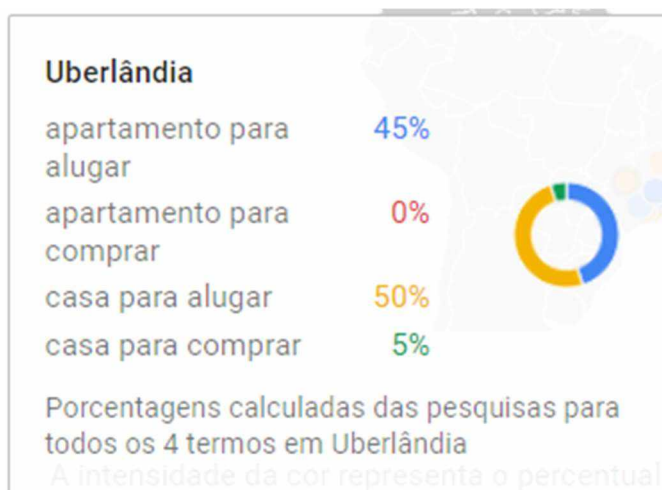 Uberlândia
apartamento para 45%
alugar
apartamento para 0%
comprar
casa para alugar 50%
casa para comprar 5%
Porcentagens calculadas das pesquisas para
todos os 4 termos em Uberlândia
A intensidade da cor representa o percentual